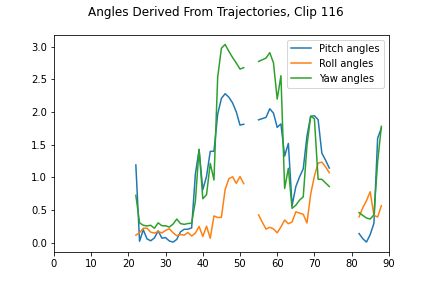 Angles Derived From Trajectories, Clip 116
Pitch angles
Roll angles
Yaw angles
3.0
2.5
2.0
1.5
1.0
0.5
0.0
0 10 20 30 40 50 60 70 80 90